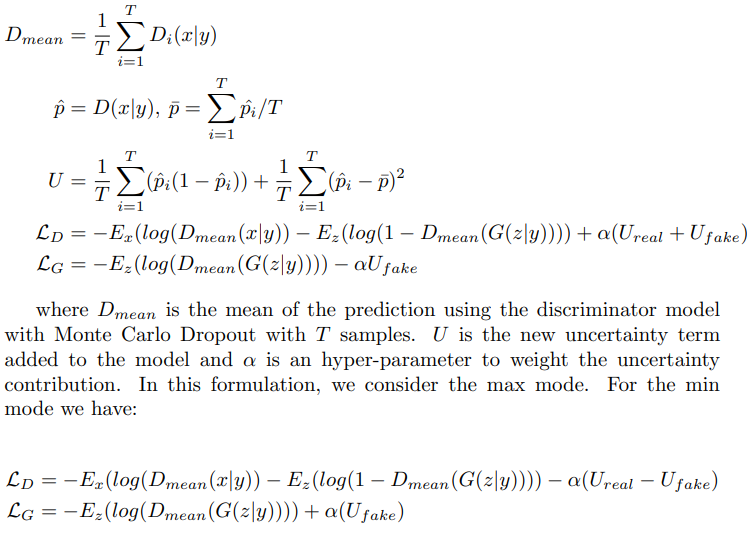 D_{mean} = \frac{1}{T} \sum_{i=1}^{T} D_i(x|y)
\hat{p} = D(x|y), \bar{p} = \sum_{i=1}^{T} \hat{p}_i/T
U = \frac{1}{T} \sum_{i=1}^{T} (\hat{p}_i(1 - \hat{p}_i)) + \frac{1}{T} \sum_{i=1}^{T} (\hat{p}_i - \bar{p})^2
\mathcal{L}_D = -E_x(log(D_{mean}(x|y)) - E_z(log(1 - D_{mean}(G(z|y)))) + α(U_{real} + U_{fake})
\mathcal{L}_G = -E_z(log(D_{mean}(G(z|y)))) - αU_{fake}
where D_{mean} is the mean of the prediction using the discriminator model
with Monte Carlo Dropout with T samples. U is the new uncertainty term
added to the model and α is an hyper-parameter to weight the uncertainty
contribution. In this formulation, we consider the max mode. For the min
mode we have:
\mathcal{L}_D = -E_x(log(D_{mean}(x|y)) - E_z(log(1 - D_{mean}(G(z|y)))) - α(U_{real} - U_{fake})
\mathcal{L}_G = -E_z(log(D_{mean}(G(z|y)))) + α(U_{fake})